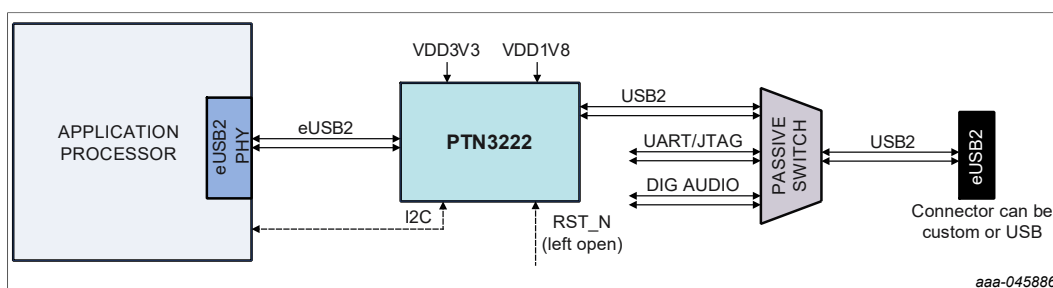 VDD3V3
VDD1V8
APPLICATION
PROCESSOR
eUSB2
PHY
eUSB2
PTN3222
USB2
UART/JTAG
DIG AUDIO
PASSIVE
SWITCH
USB2
eUSB2
I2C
RST_N
(left open)
Connector can be
custom or USB
aaa-045886